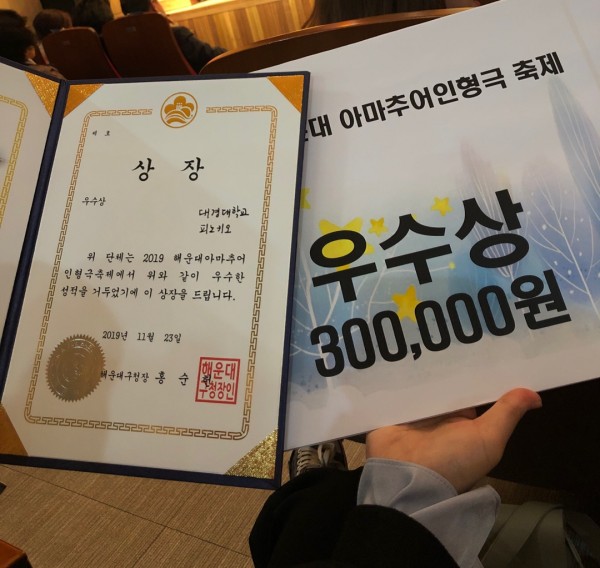 제 호
상 장
우수상
대경대학교
피노키오
위 단체는 2019 해운대아마추어
인형극축제에서 위와 같이 우수한
성적을 거두었기에 이 상장을 드립니다.
2019년 11월 23일
해운대구청장 홍 순
해운대
구청장인
대 아마추어인형극 축제
우수상
300,000원